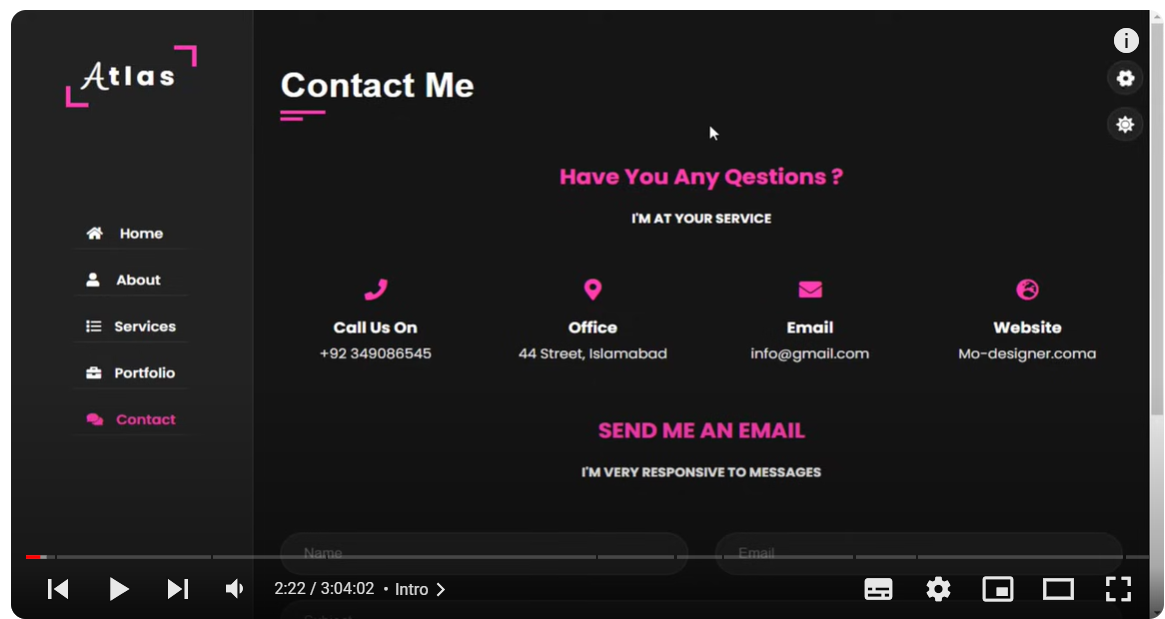 Atlas
Contact Me
Have You Any Qestions ?
I'M AT YOUR SERVICE
Home
About
Services
Portfolio
Contact
Call Us On
+92 349086545
Office
44 Street, Islamabad
Email
info@gmail.com
Website
Mo-designer.coma
SEND ME AN EMAIL
I'M VERY RESPONSIVE TO MESSAGES
Name
Email
2:22 / 3:04:02 • Intro